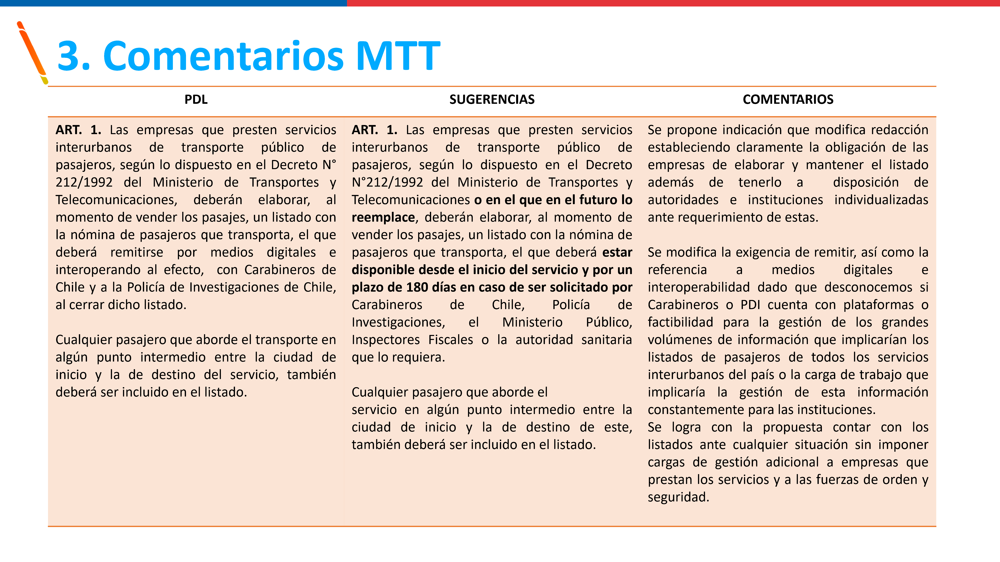 3. Comentarios MTT
PDL
SUGERENCIAS
COMENTARIOS
ART. 1. Las empresas que presten servicios
interurbanos de transporte público de
pasajeros, según lo dispuesto en el Decreto N°
212/1992 del Ministerio de Transportes y
Telecomunicaciones, deberán elaborar, al
momento de vender los pasajes, un listado con
la nómina de pasajeros que transporta, el que
deberá remitirse por medios digitales e
interoperando al efecto, con Carabineros de
Chile y a la Policía de Investigaciones de Chile,
al cerrar dicho listado.
Cualquier pasajero que aborde el transporte en
algún punto intermedio entre la ciudad de
inicio y la de destino del servicio, también
deberá ser incluido en el listado.
ART. 1. Las empresas que presten servicios
interurbanos de transporte público de
pasajeros, según lo dispuesto en el Decreto
N°212/1992 del Ministerio de Transportes y
Telecomunicaciones o en el que en el futuro lo
reemplace, deberán elaborar, al momento de
vender los pasajes, un listado con la nómina de
pasajeros que transporta, el que deberá estar
disponible desde el inicio del servicio y por un
plazo de 180 días en caso de ser solicitado por
Carabineros de Chile, Policía de
Investigaciones, el Ministerio Público,
Inspectores Fiscales o la autoridad sanitaria
que lo requiera.
Cualquier pasajero que aborde el
servicio en algún punto intermedio entre la
ciudad de inicio y la de destino de este,
también deberá ser incluido en el listado.
Se propone indicación que modifica redacción
estableciendo claramente la obligación de las
empresas de elaborar y mantener el listado
además de tenerlo a disposición de
autoridades e instituciones individualizadas
ante requerimiento de estas.
Se modifica la exigencia de remitir, así como la
referencia a medios digitales e
interoperabilidad dado que desconocemos si
Carabineros o PDI cuenta con plataformas o
factibilidad para la gestión de los grandes
volúmenes de información que implicarían los
listados de pasajeros de todos los servicios
interurbanos del país o la carga de trabajo que
implicaría la gestión de esta información
constantemente para las instituciones.
Se logra con la propuesta contar con los
listados ante cualquier situación sin imponer
cargas de gestión adicional a empresas que
prestan los servicios y a las fuerzas de orden y
seguridad.